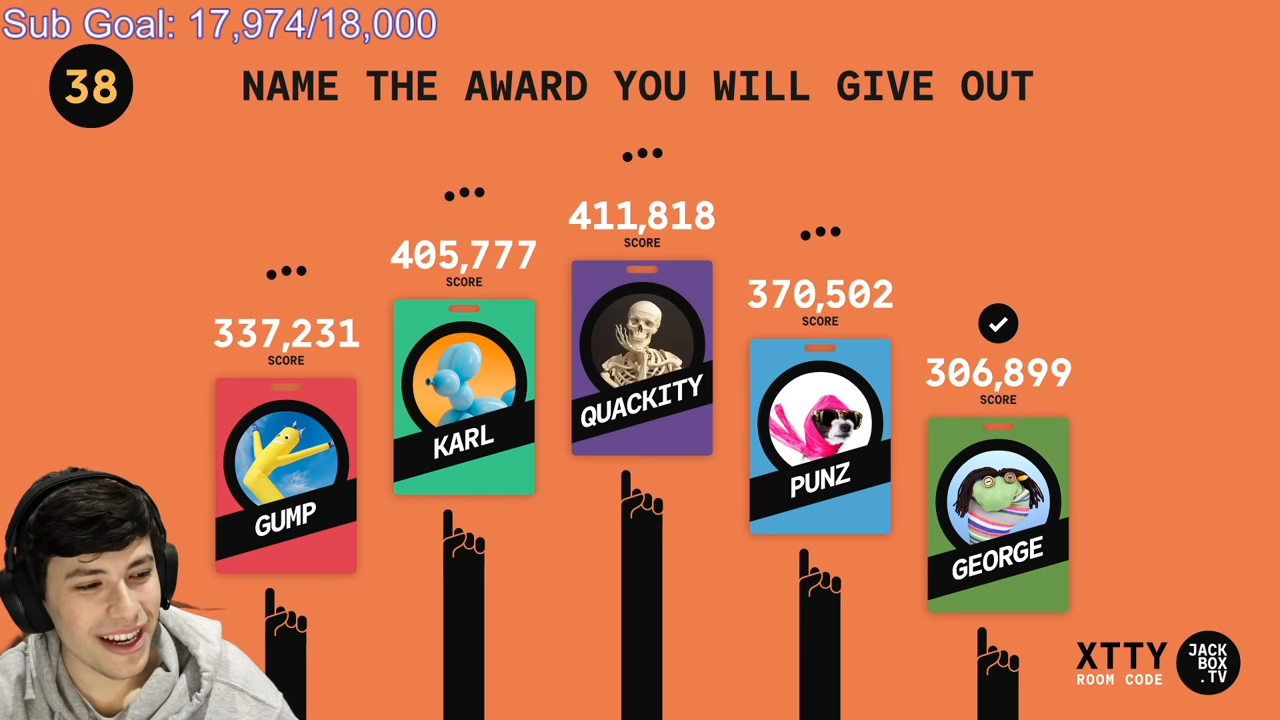 Sub Goal: 17,974/18,000
38
NAME THE AWARD YOU WILL GIVE OUT
411,818
SCORE
405,777
SCORE
370,502
SCORE
337,231
SCORE
306,899
SCORE
GUMP
KARL
QUACKITY
PUNZ
GEORGE
XTTY
ROOM CODE
JACK
BOX
.TV